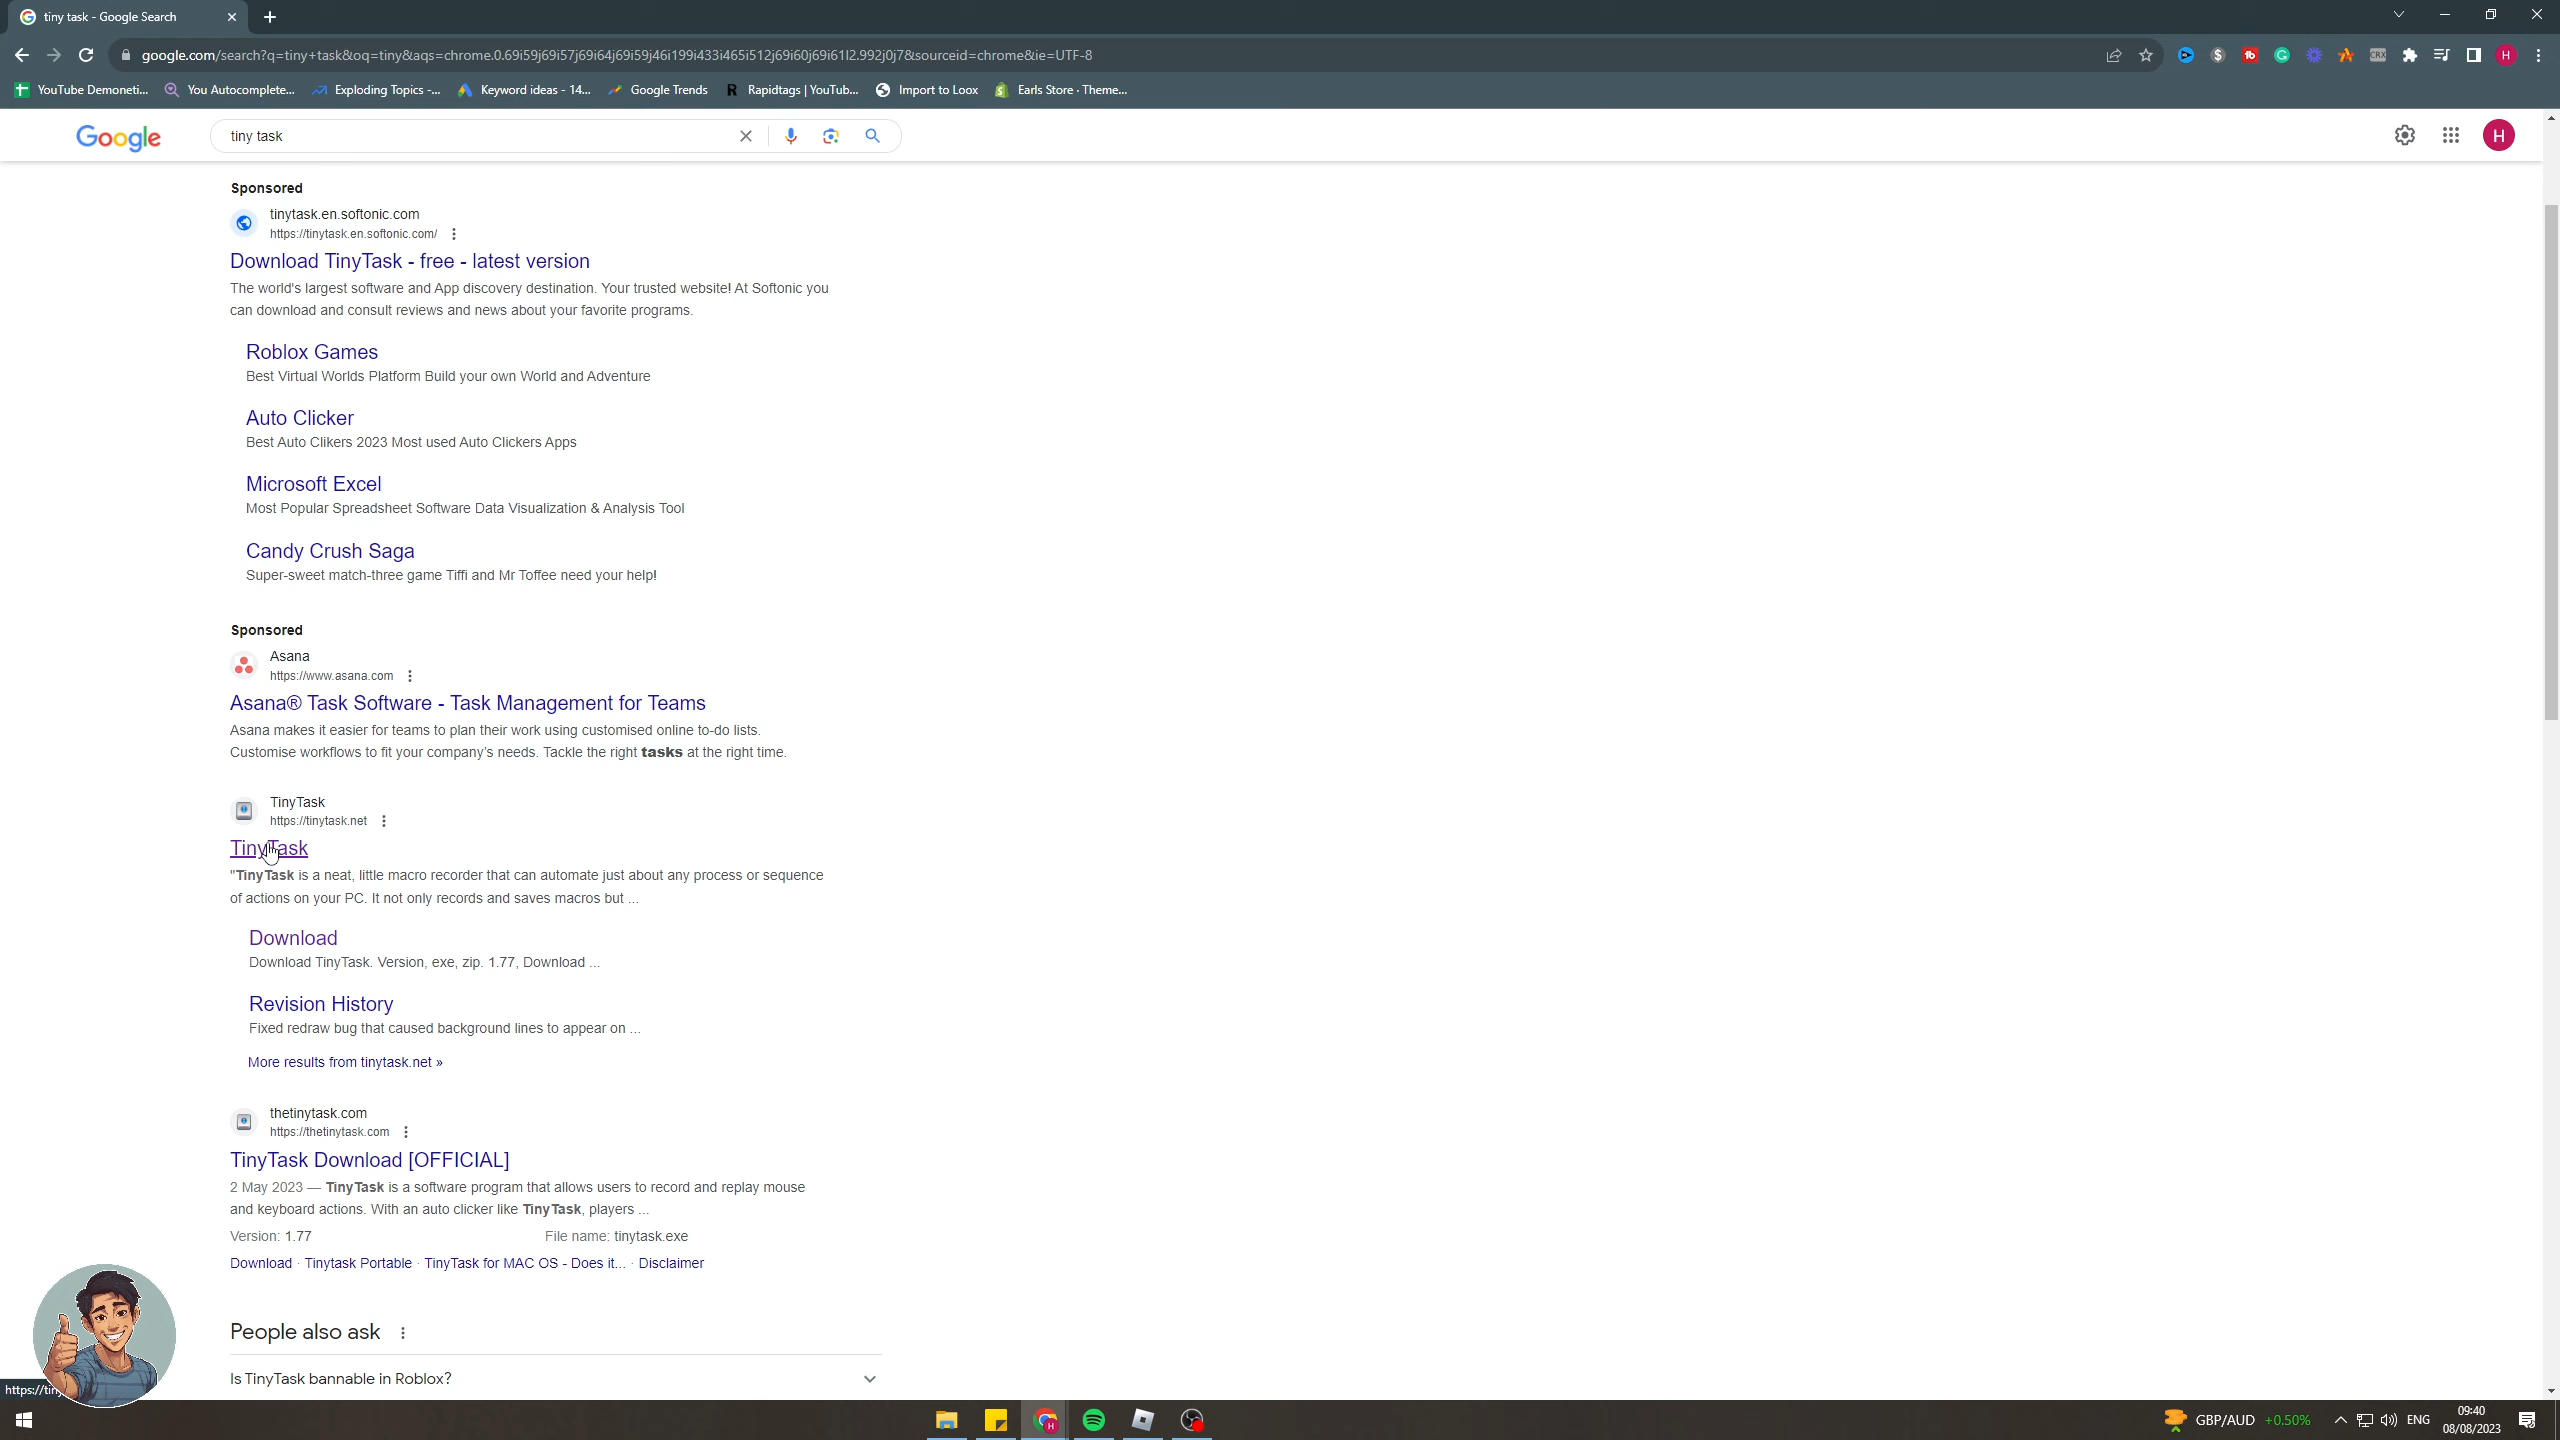 tiny task - Google Search
google.com/search?q=tiny+task&oq=tiny&aqs=chrome.0.69i59j69i57j69i64j69i59j46i199i433i465i512j69i60j69i61l2.992j0j7&sourceid=chrome&ie=UTF-8
YouTube Demoneti... You Autocomplete... Exploding Topics -... Keyword ideas - 14... Google Trends Rapidtags | YouTub... Import to Loox Earls Store · Theme...
Google tiny task H
Sponsored
tinytask.en.softonic.com
https://tinytask.en.softonic.com/
Download TinyTask - free - latest version
The world's largest software and App discovery destination. Your trusted website! At Softonic you
can download and consult reviews and news about your favorite programs.
Roblox Games
Best Virtual Worlds Platform Build your own World and Adventure
Auto Clicker
Best Auto Clikers 2023 Most used Auto Clickers Apps
Microsoft Excel
Most Popular Spreadsheet Software Data Visualization & Analysis Tool
Candy Crush Saga
Super-sweet match-three game Tiffi and Mr Toffee need your help!
Sponsored
Asana
https://www.asana.com
Asana® Task Software - Task Management for Teams
Asana makes it easier for teams to plan their work using customised online to-do lists.
Customise workflows to fit your company's needs. Tackle the right tasks at the right time.
TinyTask
https://tinytask.net
TinyTask
"TinyTask is a neat, little macro recorder that can automate just about any process or sequence
of actions on your PC. It not only records and saves macros but ...
Download
Download TinyTask. Version, exe, zip. 1.77, Download ...
Revision History
Fixed redraw bug that caused background lines to appear on ...
More results from tinytask.net »
thetinytask.com
https://thetinytask.com
TinyTask Download [OFFICIAL]
2 May 2023 — TinyTask is a software program that allows users to record and replay mouse
and keyboard actions. With an auto clicker like TinyTask, players ...
Version: 1.77 File name: tinytask.exe
Download · Tinytask Portable · TinyTask for MAC OS - Does it... · Disclaimer
People also ask
Is TinyTask bannable in Roblox?
https://tin
GBP/AUD +0.50% ENG 09:40
08/08/2023